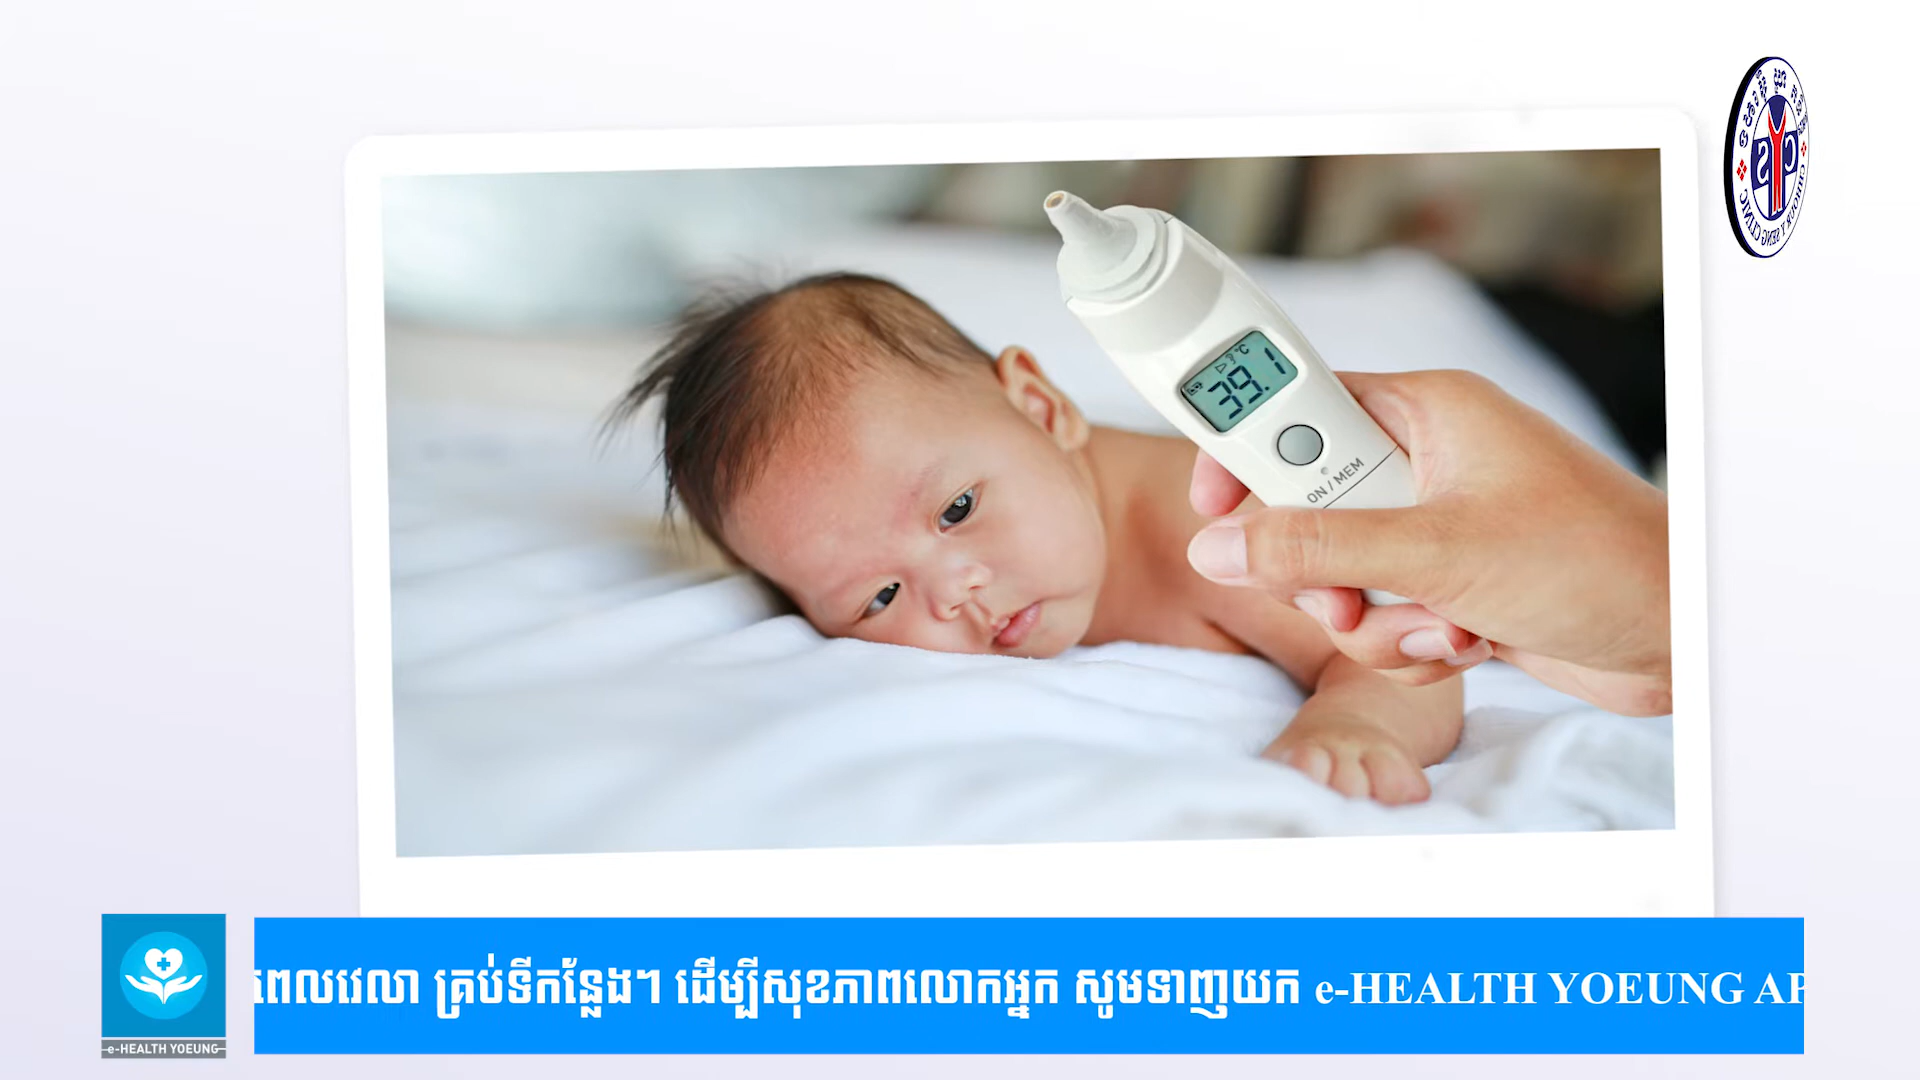 39.1
°C
ON / MEM
ពេលវេលា គ្រប់ទីកន្លែង។ ដើម្បីសុខភាពលោកអ្នក សូមទាញយក e-HEALTH YOEUNG AP
e-HEALTH YOEUNG